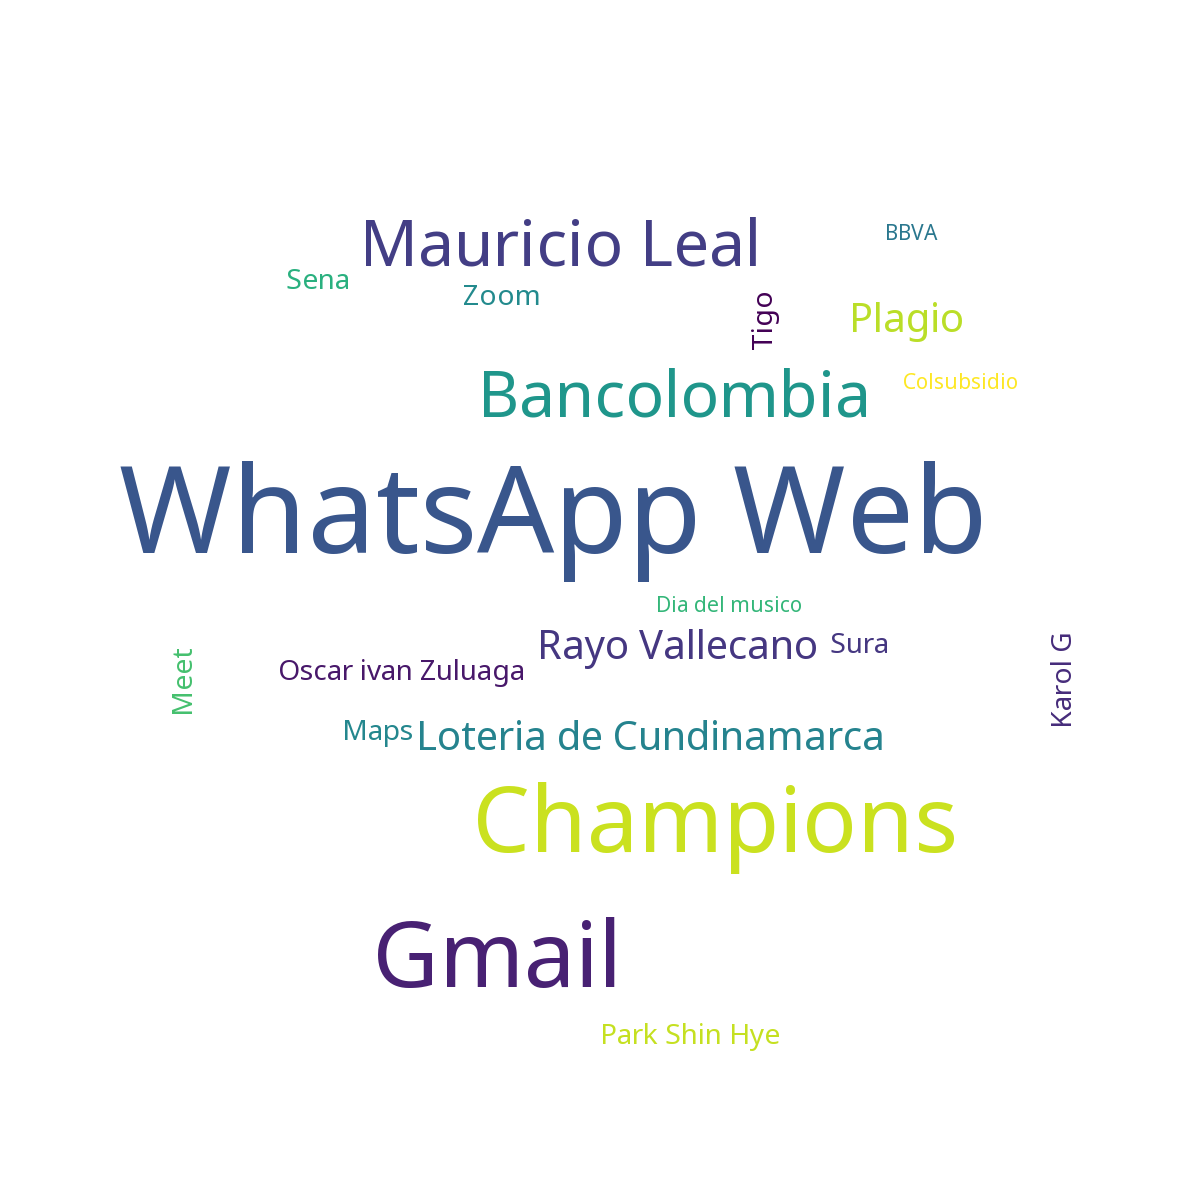 Mauricio Leal
BBVA
Sena
Zoom
Tigo
Plagio
Bancolombia
Colsubsidio
WhatsApp Web
Dia del musico
Rayo Vallecano
Sura
Meet
Oscar ivan Zuluaga
Karol G
Maps
Loteria de Cundinamarca
Champions
Gmail
Park Shin Hye